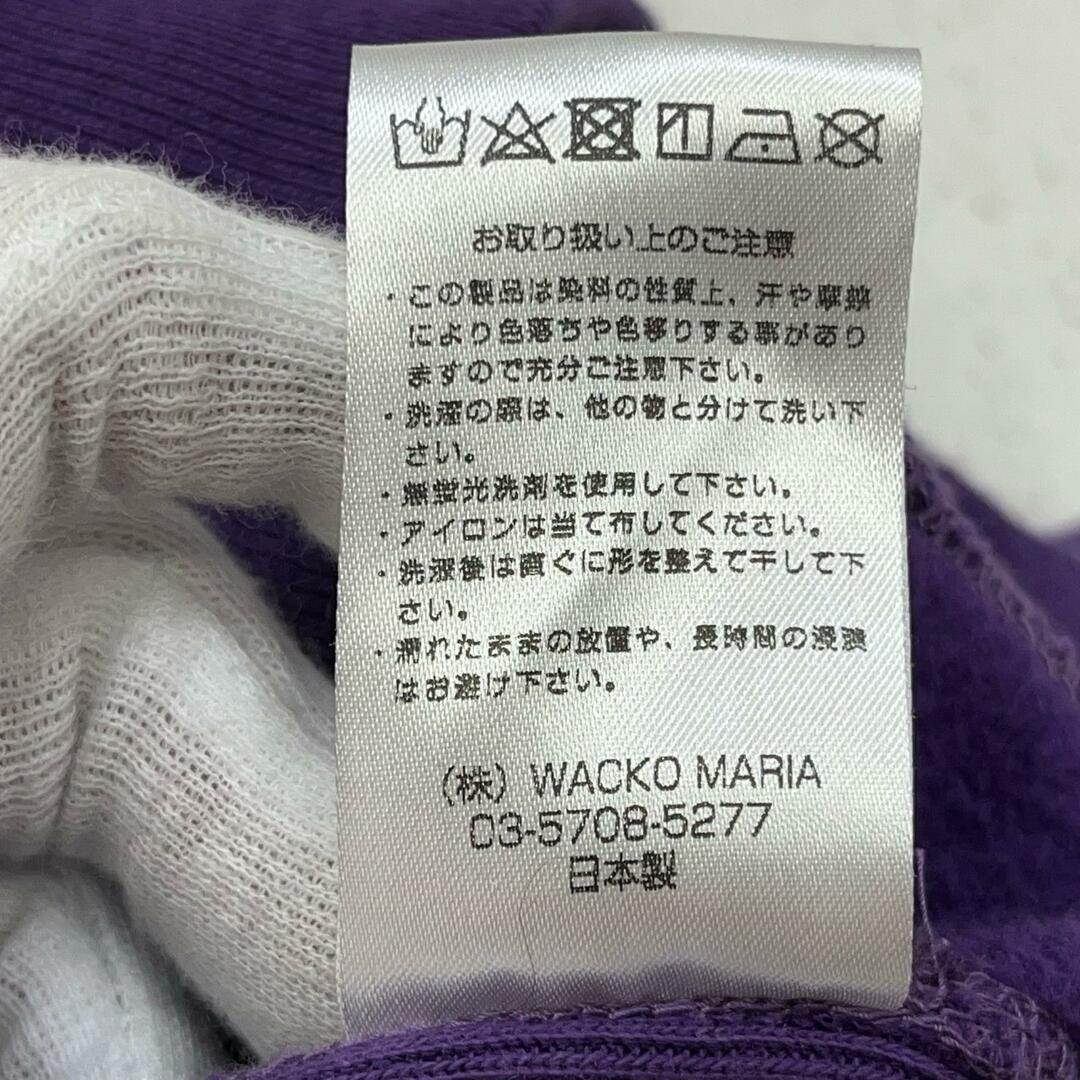 お取り扱い上のご注意
・この製品は染料の性質上、汗や摩擦
により色落ちや色移りする事があり
ますので充分ご注意下さい。
・洗濯の際は、他の物と分けて洗い下
さい。
・無蛍光洗剤を使用して下さい。
・アイロンは当て布してください。
・洗濯後は直ぐに形を整えて干して下
さい。
・濡れたままの放置や、長時間の浸漬
はお避け下さい。
（株）WACKO MARIA
03-5708-5277
日本製